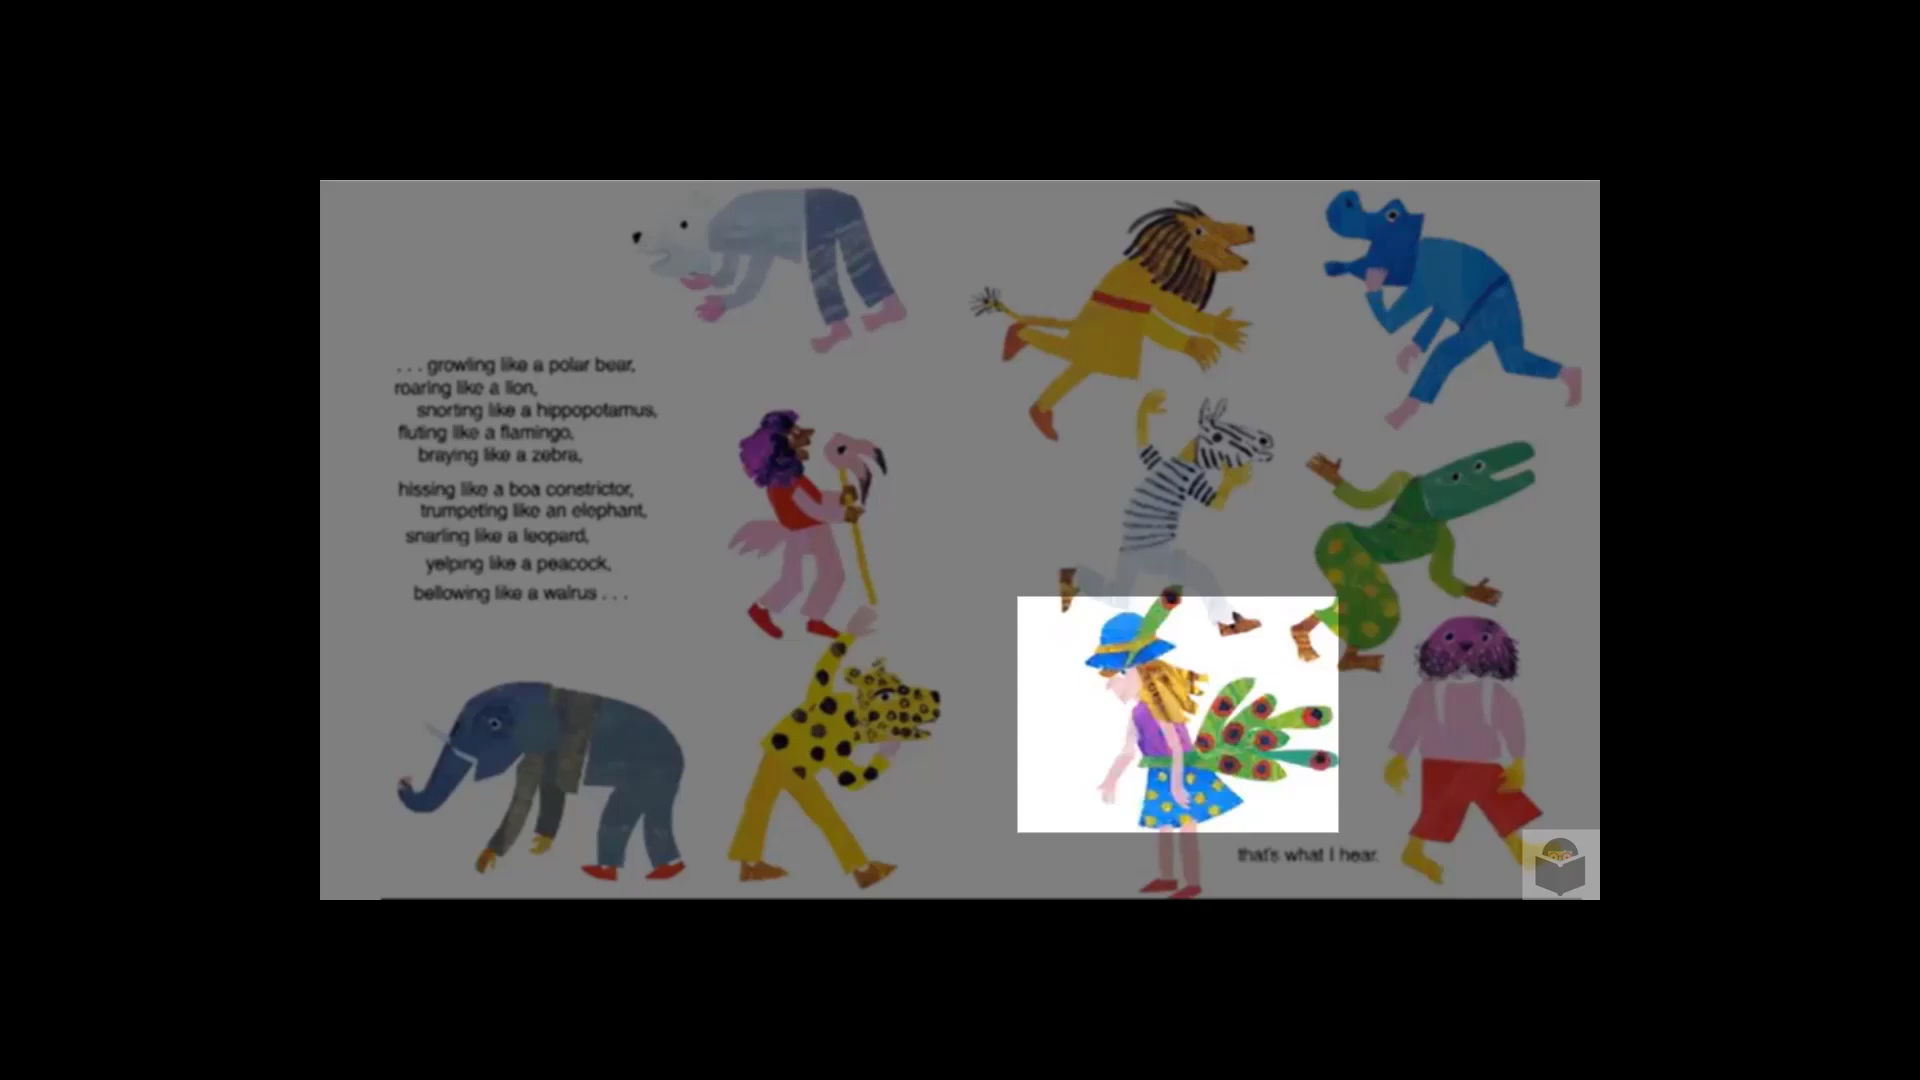 . . . growling like a polar bear,
roaring like a lion,
snorting like a hippopotamus,
fluting like a flamingo,
braying like a zebra,
hissing like a boa constrictor,
trumpeting like an elephant,
snarling like a leopard,
yelping like a peacock,
bellowing like a walrus . . .
that's what I hear.